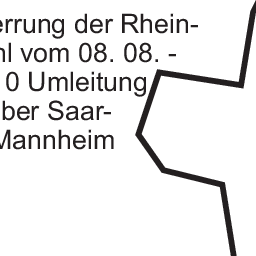 errung der Rhein-
hl vom 08. 08. -
0 Umleitung
ber Saar-
Mannheim